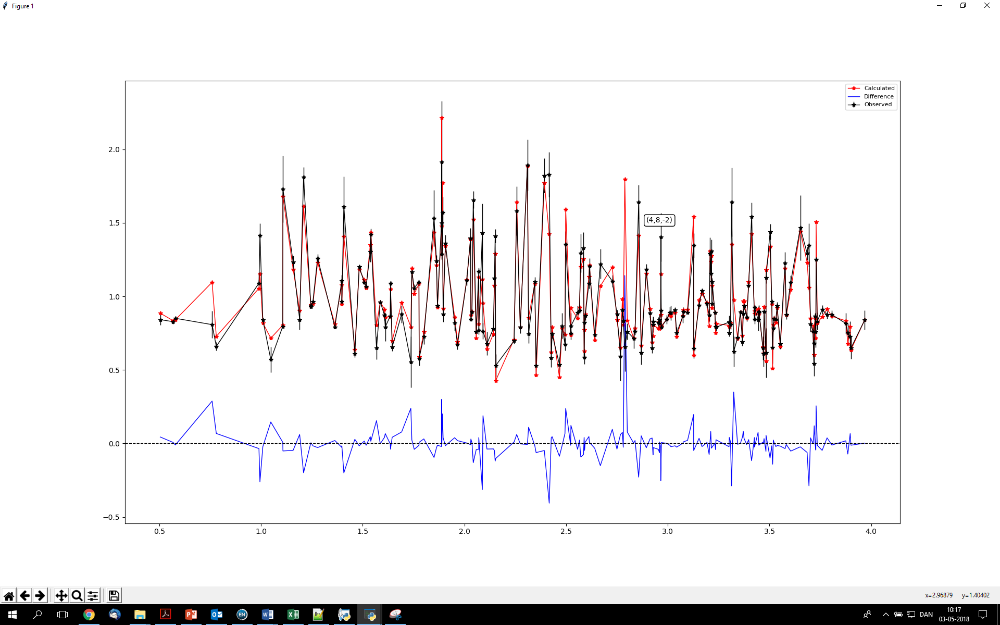 Figure 1
Calculated
Difference
Observed
2.0
1.5
1.0
0.5
0.0
−0.5
(4,8,-2)
0.5 1.0 1.5 2.0 2.5 3.0 3.5 4.0
x=2.96879 y=1.40402
EN
DAN
10:17
03-05-2018